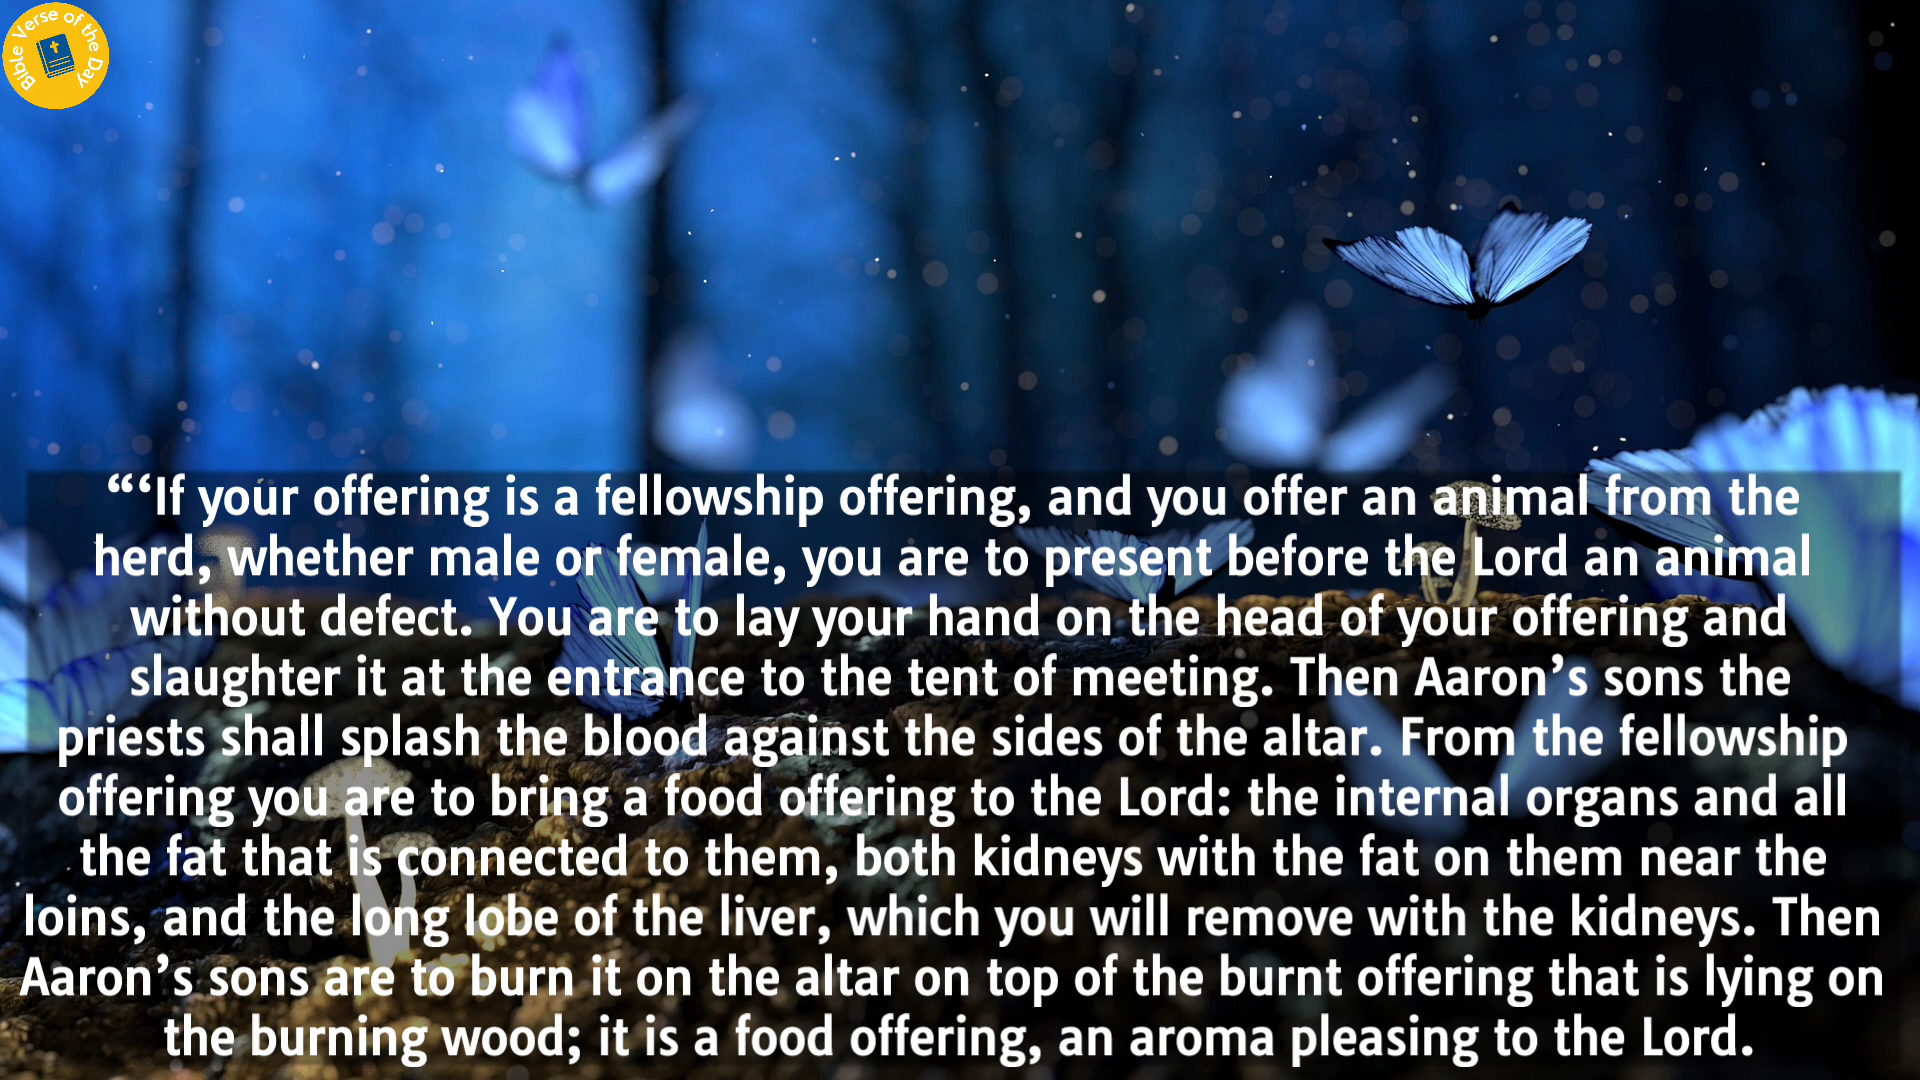 Bible Verse of the Day
“‘If your offering is a fellowship offering, and you offer an animal from the
herd, whether male or female, you are to present before the Lord an animal
without defect. You are to lay your hand on the head of your offering and
slaughter it at the entrance to the tent of meeting. Then Aaron’s sons the
priests shall splash the blood against the sides of the altar. From the fellowship
offering you are to bring a food offering to the Lord: the internal organs and all
the fat that is connected to them, both kidneys with the fat on them near the
loins, and the long lobe of the liver, which you will remove with the kidneys. Then
Aaron’s sons are to burn it on the altar on top of the burnt offering that is lying on
the burning wood; it is a food offering, an aroma pleasing to the Lord.